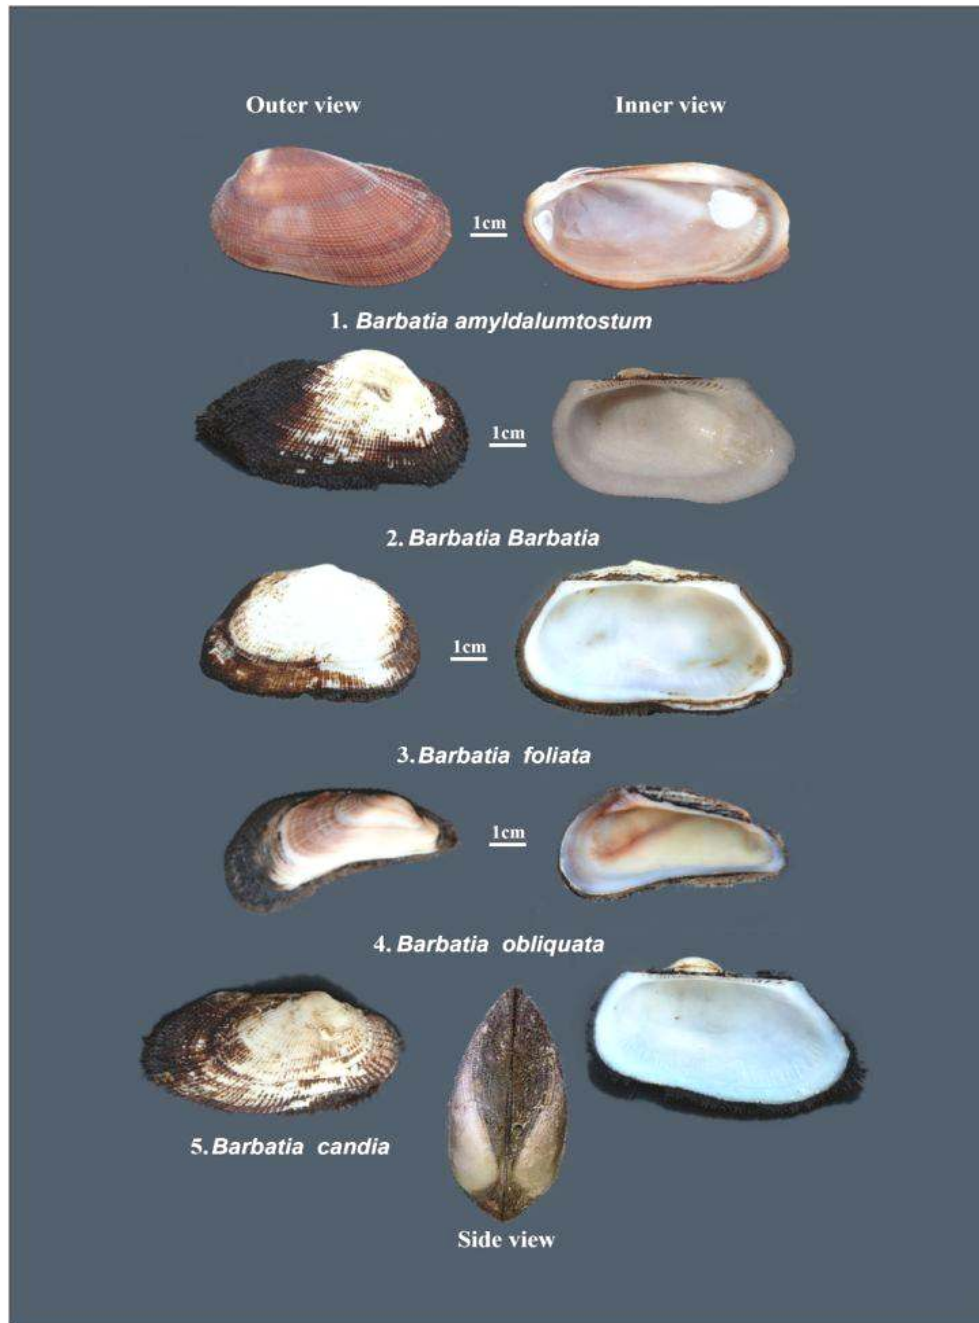 Outer view
Inner view
1cm
1. Barbatia amyldalumtostum
1cm
2. Barbatia Barbatia
1cm
3. Barbatia foliata
1cm
4. Barbatia obliquata
5. Barbatia candia
Side view